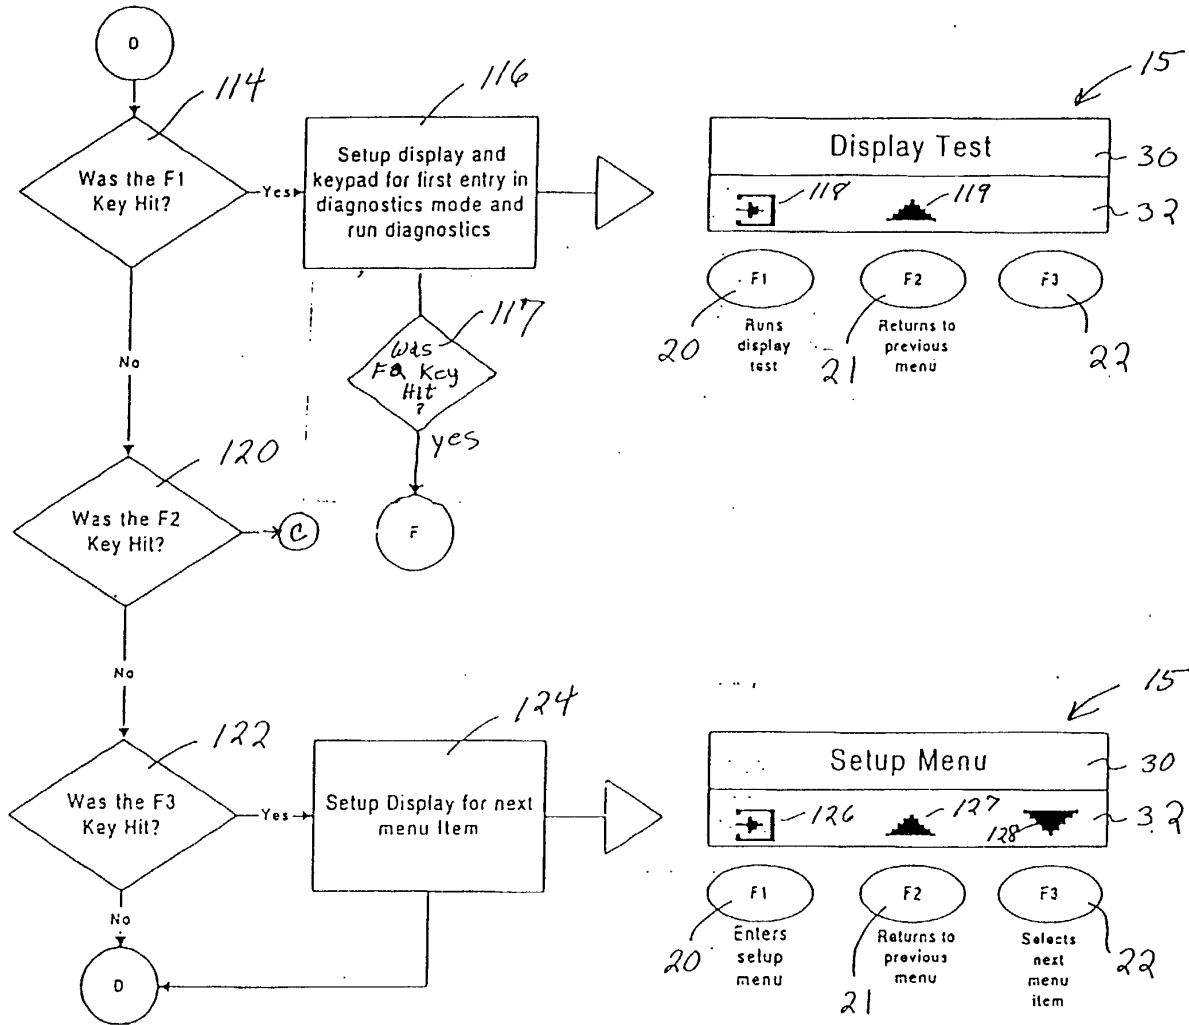 D
114
Was the F1
Key Hit?
Yes
116
Setup display and
keypad for first entry in
diagnostics mode and
run diagnostics
15
Display Test
30
118
119
32
F1
F2
F3
20
Runs
display
test
21
Returns to
previous
menu
22
No
117
Was
F2 Key
Hit
?
yes
F
120
Was the F2
Key Hit?
C
No
122
Was the F3
Key Hit?
Yes
124
Setup Display for next
menu Item
15
Setup Menu
30
126
127
128
32
F1
F2
F3
20
Enters
setup
menu
21
Returns to
previous
menu
Selects
next
menu
item
22
No
D